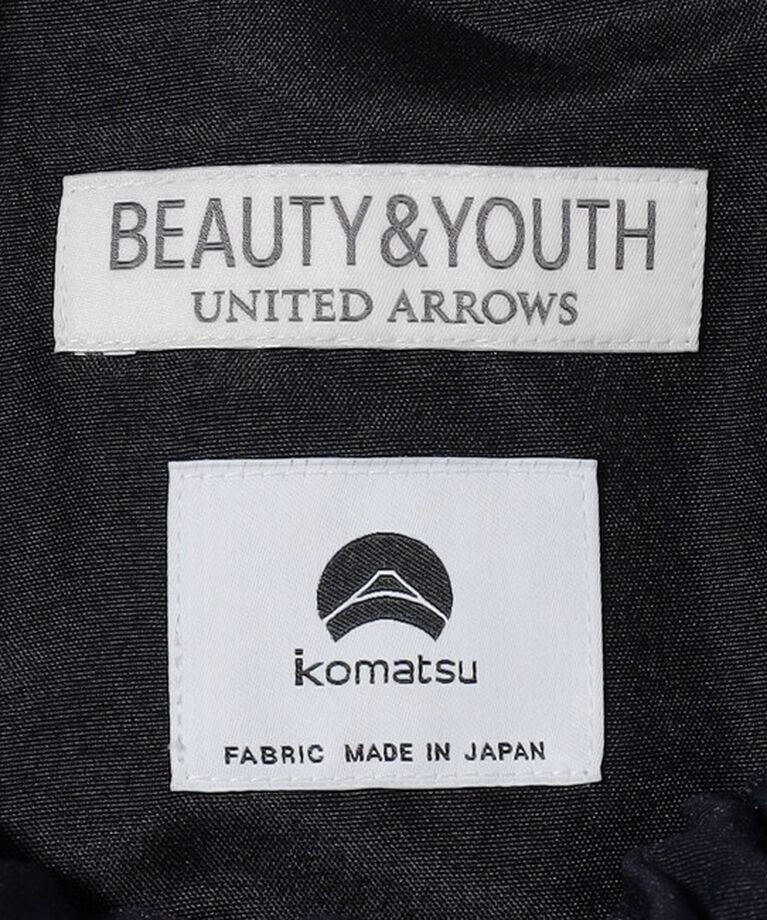 BEAUTY&YOUTH
UNITED ARROWS
komatsu
FABRIC MADE IN JAPAN